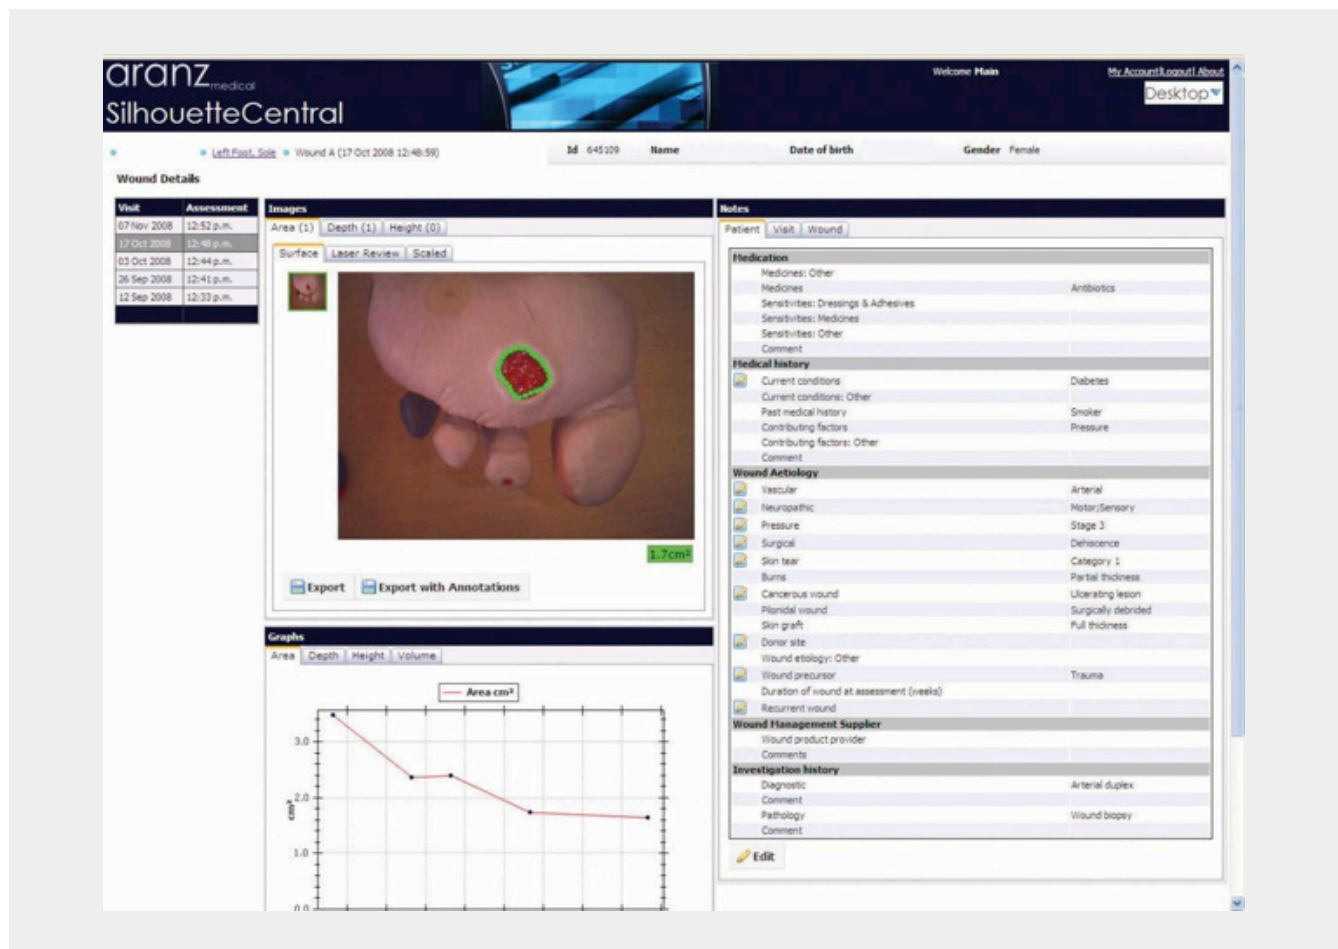 aranz medical
SilhouetteCentral
Welcome Main
My Account|Logout| About
Desktop
Left Foot, Sole
Wound A (17 Oct 2008 12:48:59)
Id 645109 Name Date of birth Gender Female
Wound Details
Visit Assessment
07 Nov 2008 12:52 p.m.
17 Oct 2008 12:48 p.m.
03 Oct 2008 12:44 p.m.
26 Sep 2008 12:41 p.m.
12 Sep 2008 12:33 p.m.
Images
Area (1) Depth (1) Height (0)
Surface Laser Review Scaled
1.7cm²
Export Export with Annotations
Graphs
Area Depth Height Volume
Area cm²
3.0
2.0
1.0
0.0
cm²
Notes
Patient Visit Wound
Medication
Medicines: Other
Medicines Antibiotics
Sensitivities: Dressings & Adhesives
Sensitivities: Medicines
Sensitivities: Other
Comment
Medical history
Current conditions Diabetes
Current conditions: Other
Past medical history Smoker
Contributing factors Pressure
Contributing factors: Other
Comment
Wound Aetiology
Vascular Arterial
Neuropathic Motor;Sensory
Pressure Stage 3
Surgical Dehiscence
Skin tear Category 1
Burns Partial thickness
Cancerous wound Ulcerating lesion
Pilonidal wound Surgically debrided
Skin graft Full thickness
Donor site
Wound etiology: Other
Wound precursor Trauma
Duration of wound at assessment (weeks)
Recurrent wound
Wound Management Supplier
Wound product provider
Comments
Investigation history
Diagnostic Arterial duplex
Comment
Pathology Wound biopsy
Comment
Edit